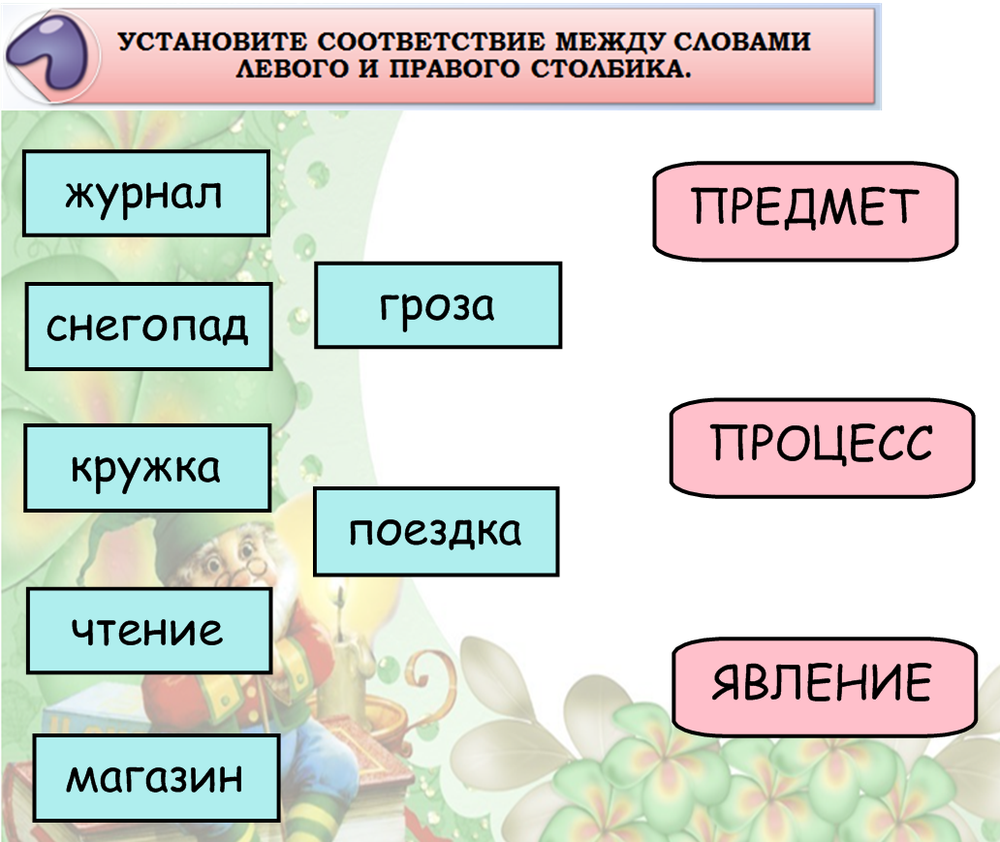 УСТАНОВИТЕ СООТВЕТСТВИЕ МЕЖДУ СЛОВАМИ
ЛЕВОГО И ПРАВОГО СТОЛБИКА.
журнал
ПРЕДМЕТ
снегопад
гроза
кружка
ПРОЦЕСС
поездка
чтение
ЯВЛЕНИЕ
магазин